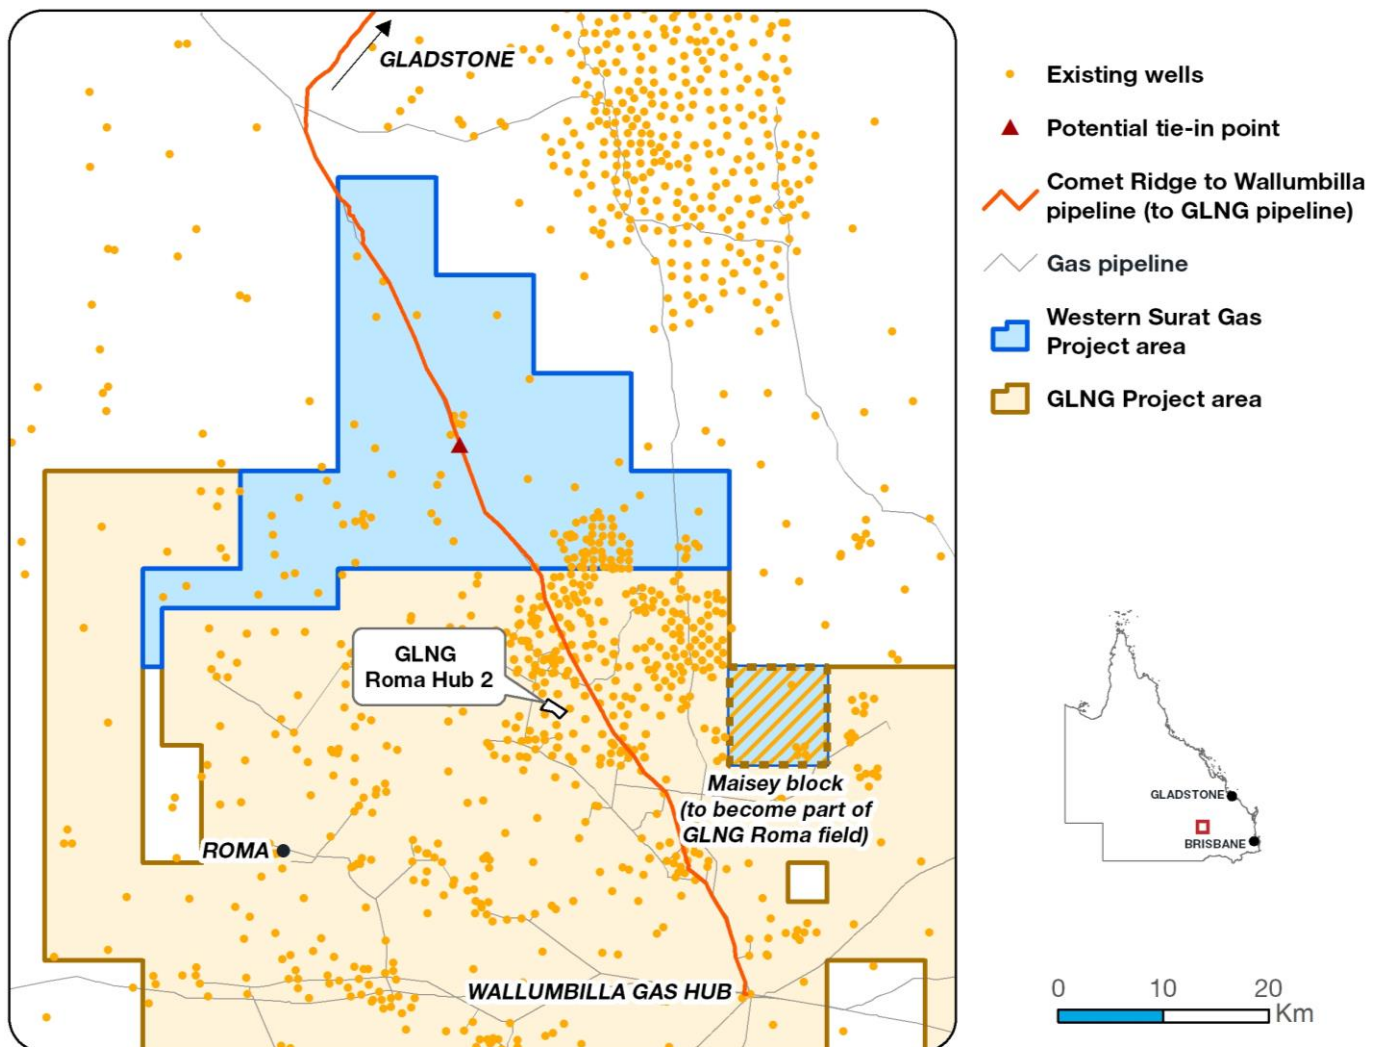 GLADSTONE
GLNG
Roma Hub 2
Maisey block
(to become part of
GLNG Roma field)
ROMA
WALLUMBILLA GAS HUB
Existing wells
Potential tie-in point
Comet Ridge to Wallumbilla
pipeline (to GLNG pipeline)
Gas pipeline
Western Surat Gas
Project area
GLNG Project area
GLADSTONE
BRISBANE
0 10 20
Km